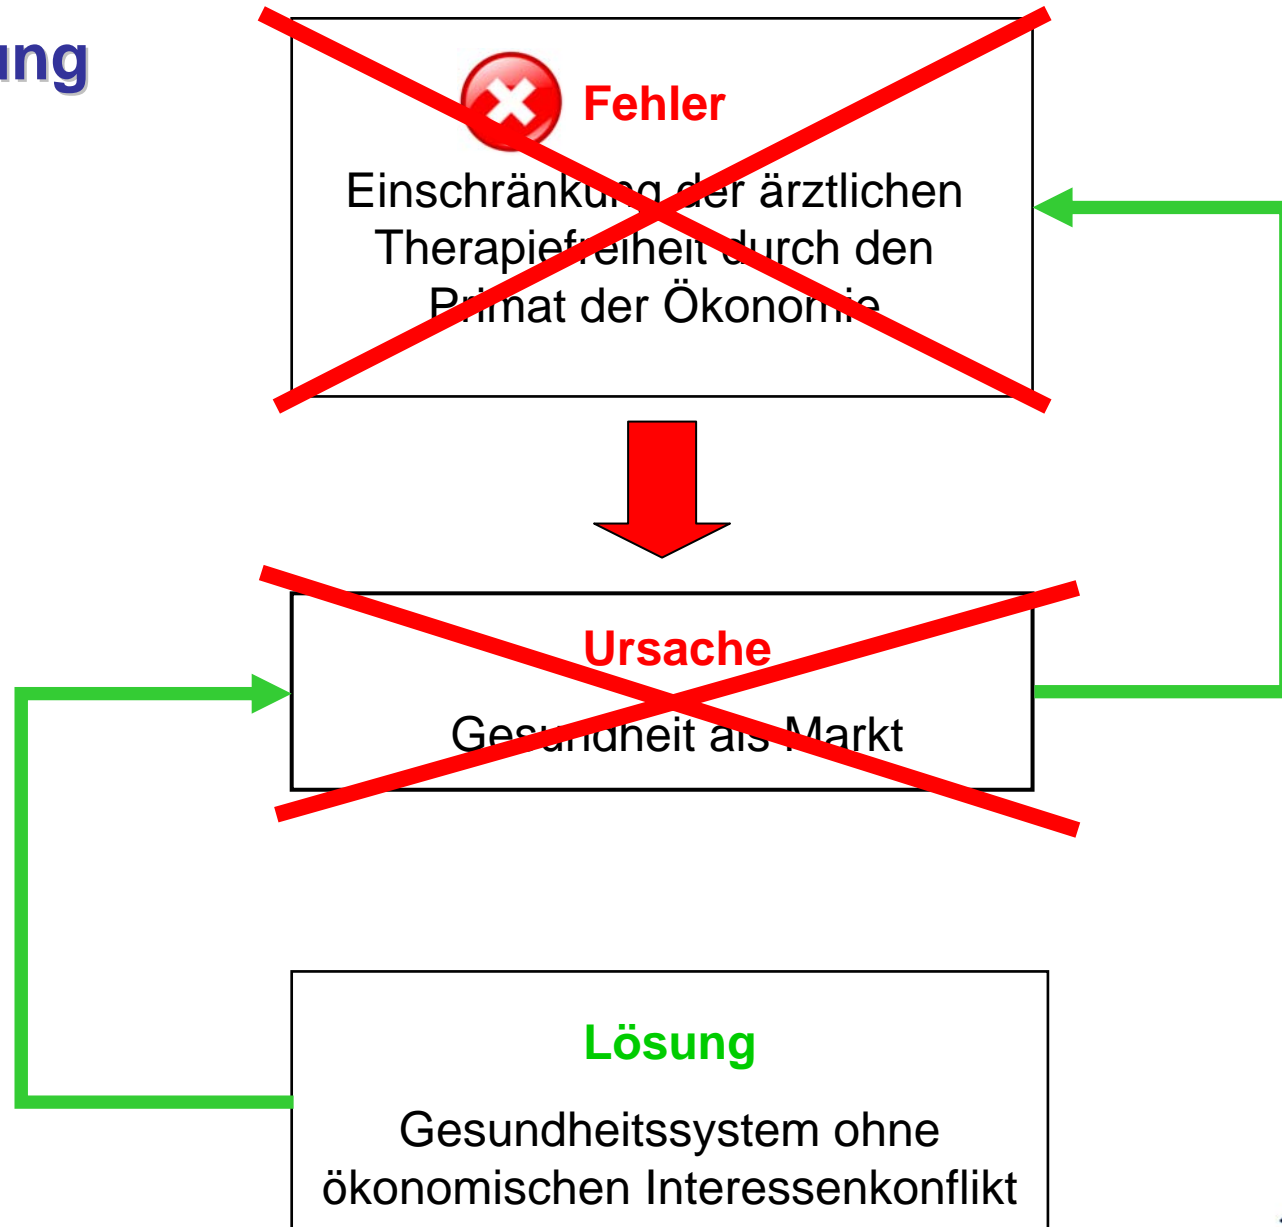 ung
Fehler
Einschränkung der ärztlichen
Therapiefreiheit durch den
Primat der Ökonomie
Ursache
Gesundheit als Markt
Lösung
Gesundheitssystem ohne
ökonomischen Interessenkonflikt